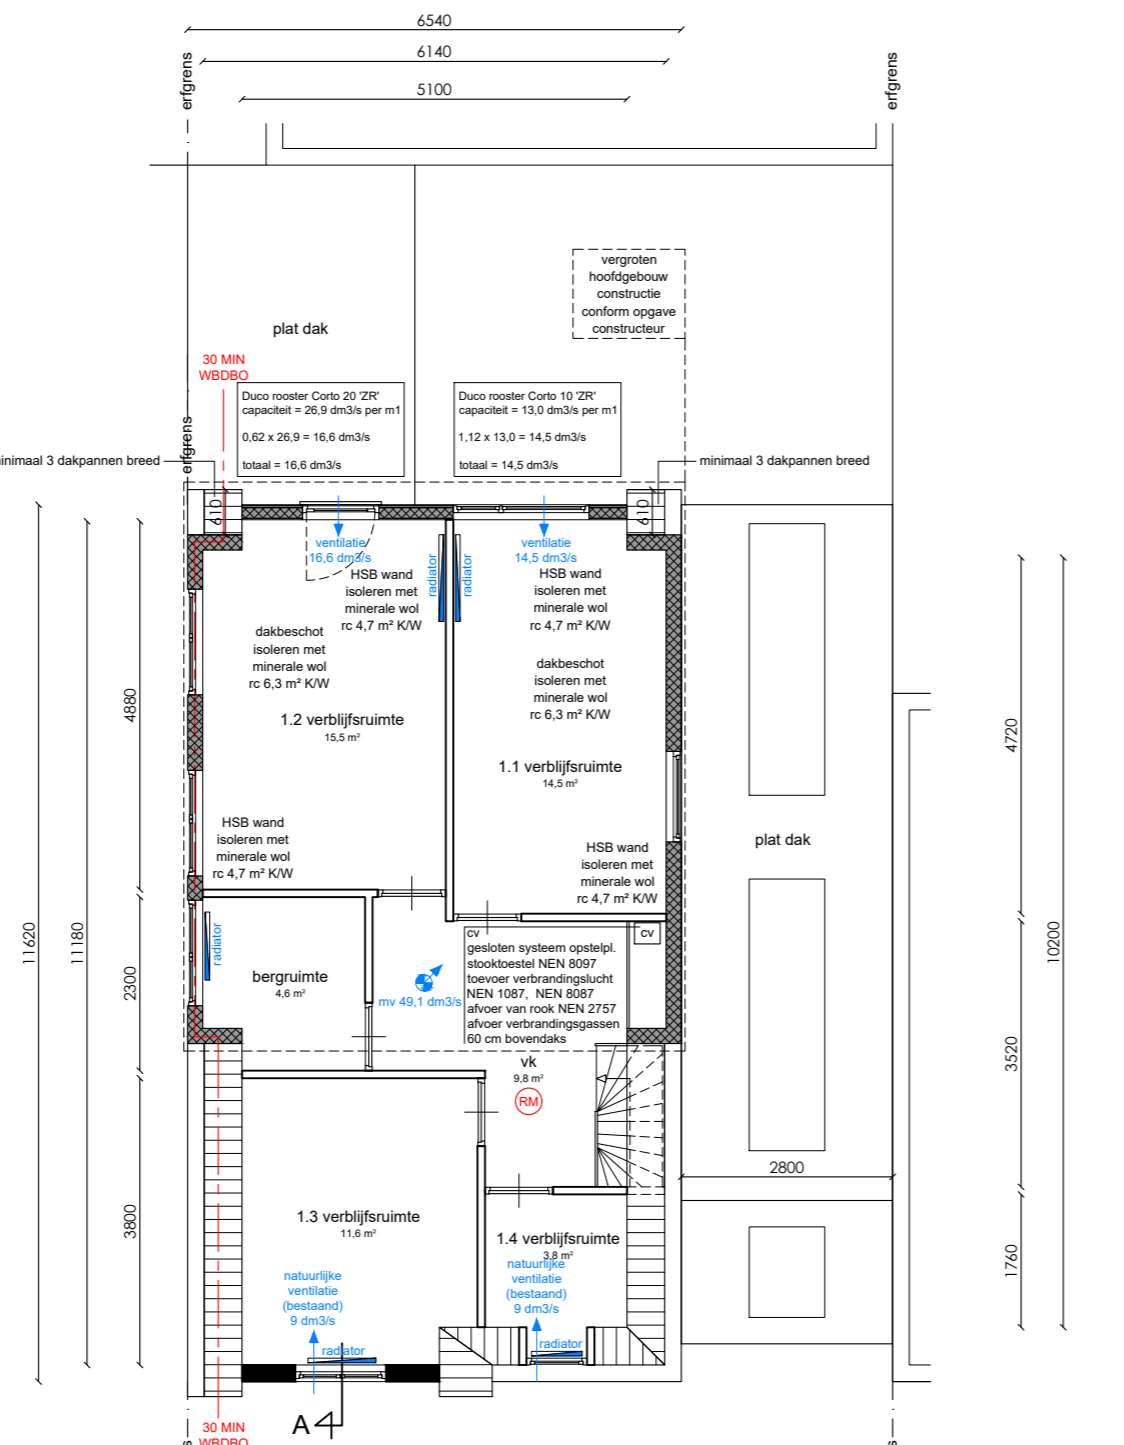 6540
6140
5100
erfgrens
erfgrens
vergroten
hoofdgebouw
constructie
conform opgave
constructeur
plat dak
30 MIN
WBDBO
erfgrens
Duco rooster Corto 20 'ZR'
capaciteit = 26,9 dm3/s per m1
0,62 x 26,9 = 16,6 dm3/s
totaal = 16,6 dm3/s
Duco rooster Corto 10 'ZR'
capaciteit = 13,0 dm3/s per m1
1,12 x 13,0 = 14,5 dm3/s
totaal = 14,5 dm3/s
inimaal 3 dakpannen breed
minimaal 3 dakpannen breed
610
610
ventilatie
16,6 dm3/s
radiator
radiator
ventilatie
14,5 dm3/s
HSB wand
isoleren met
minerale wol
rc 4,7 m² K/W
HSB wand
isoleren met
minerale wol
rc 4,7 m² K/W
dakbeschot
isoleren met
minerale wol
rc 6,3 m² K/W
dakbeschot
isoleren met
minerale wol
rc 6,3 m² K/W
1.2 verblijfsruimte
15,5 m²
1.1 verblijfsruimte
14,5 m²
4880
4720
HSB wand
isoleren met
minerale wol
rc 4,7 m² K/W
HSB wand
isoleren met
minerale wol
rc 4,7 m² K/W
plat dak
11620
11180
2300
10200
radiator
bergruimte
4,6 m²
mv 49,1 dm3/s
cv
gesloten systeem opstelpl.
stooktoestel NEN 8097
toevoer verbrandingslucht
NEN 1087, NEN 8087
afvoer van rook NEN 2757
afvoer verbrandingsgassen
60 cm bovendaks
cv
vk
9,8 m²
RM
3520
2800
3800
1.3 verblijfsruimte
11,6 m²
1.4 verblijfsruimte
3,8 m²
1760
natuurlijke
ventilatie
(bestaand)
9 dm3/s
natuurlijke
ventilatie
(bestaand)
9 dm3/s
radiator
radiator
A
30 MIN
WBDBO